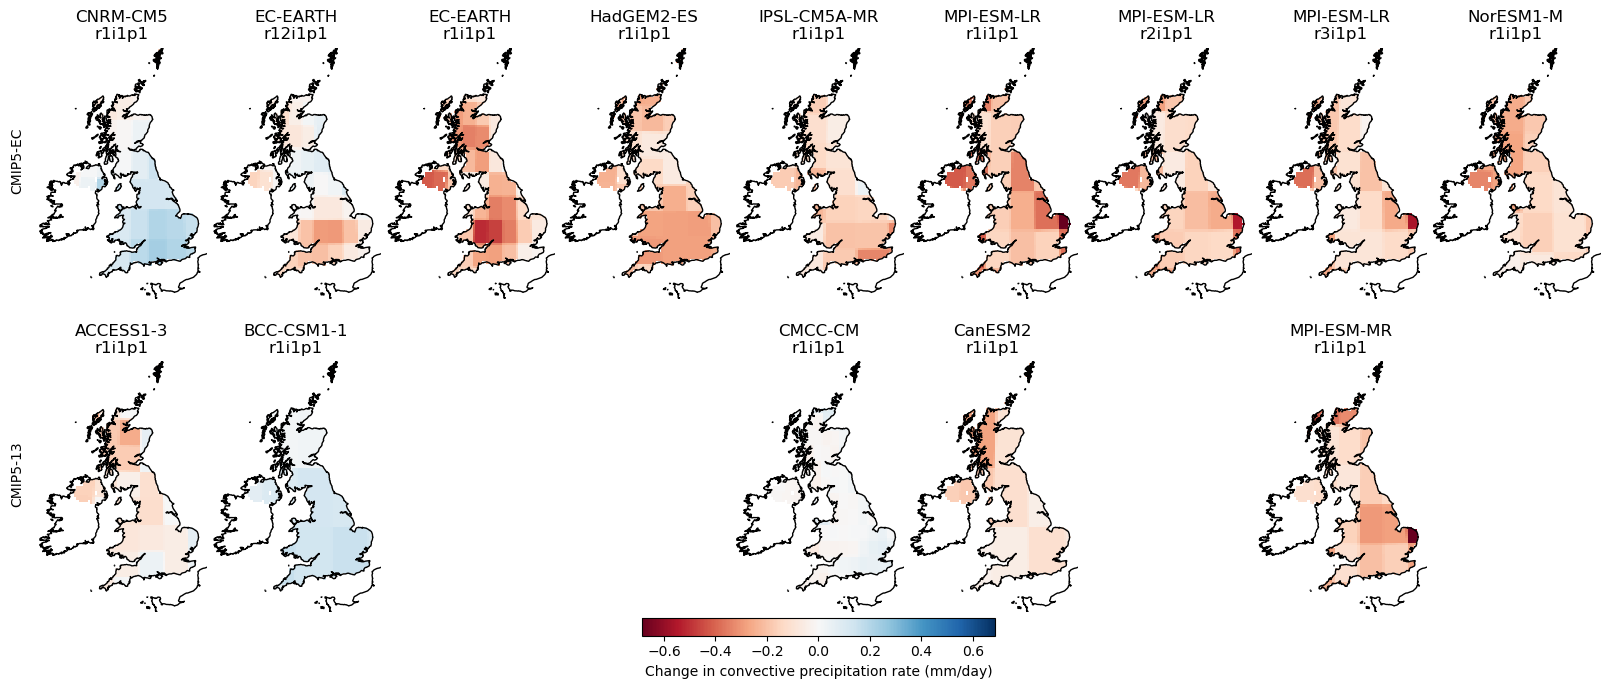 CNRM-CM5
r1i1p1
EC-EARTH
r12i1p1
EC-EARTH
r1i1p1
HadGEM2-ES
r1i1p1
IPSL-CM5A-MR
r1i1p1
MPI-ESM-LR
r1i1p1
MPI-ESM-LR
r2i1p1
MPI-ESM-LR
r3i1p1
NorESM1-M
r1i1p1
CMIP5-EC
ACCESS1-3
r1i1p1
BCC-CSM1-1
r1i1p1
CMCC-CM
r1i1p1
CanESM2
r1i1p1
MPI-ESM-MR
r1i1p1
CMIP5-13
−0.6 −0.4 −0.2 0.0 0.2 0.4 0.6
Change in convective precipitation rate (mm/day)